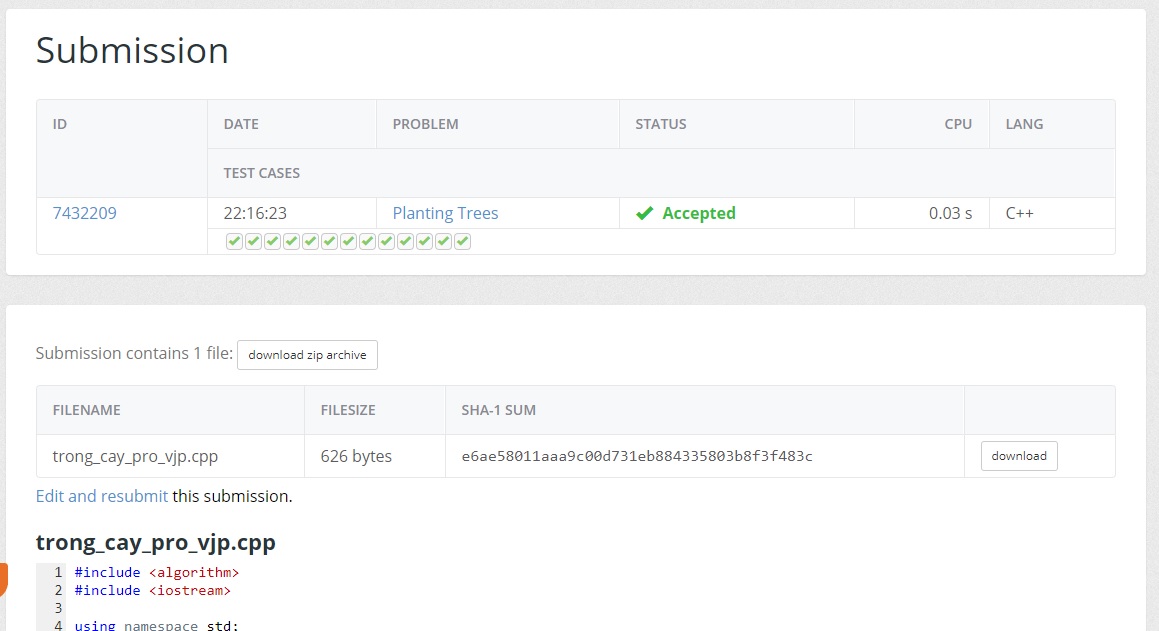 Submission
ID DATE PROBLEM STATUS CPU LANG
TEST CASES
7432209 22:16:23 Planting Trees Accepted 0.03 s C++
Submission contains 1 file: download zip archive
FILENAME FILESIZE SHA-1 SUM
trong_cay_pro_vjp.cpp 626 bytes e6ae58011aaa9c00d731eb884335803b8f3f483c download
Edit and resubmit this submission.
trong_cay_pro_vjp.cpp
1 #include <algorithm>
2 #include <iostream>
3
4 using namespace std;